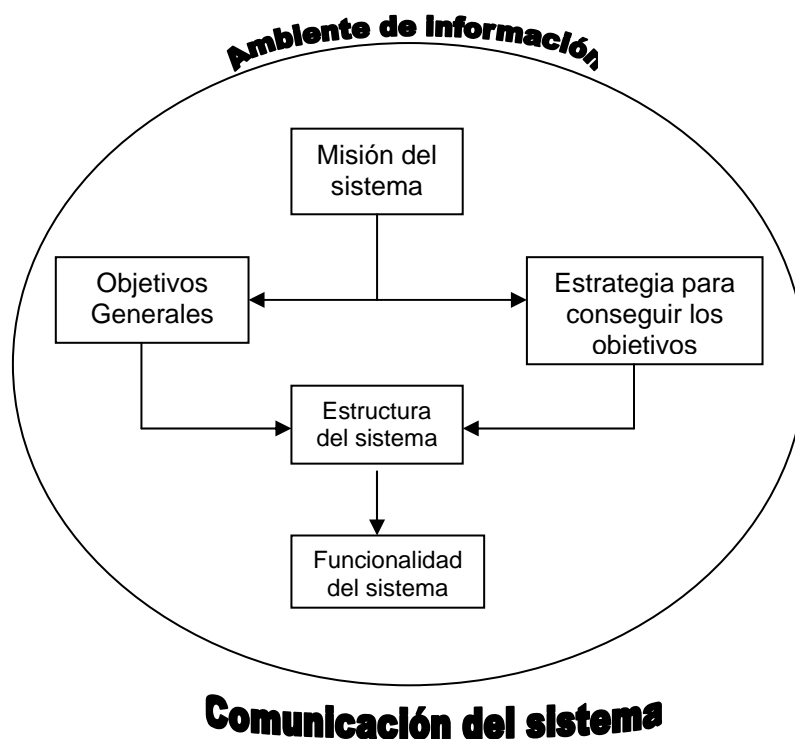 Ambiente de información
Misión del
sistema
Objetivos
Generales
Estrategia para
conseguir los
objetivos
Estructura
del sistema
Funcionalidad
del sistema
Comunicación del sistema